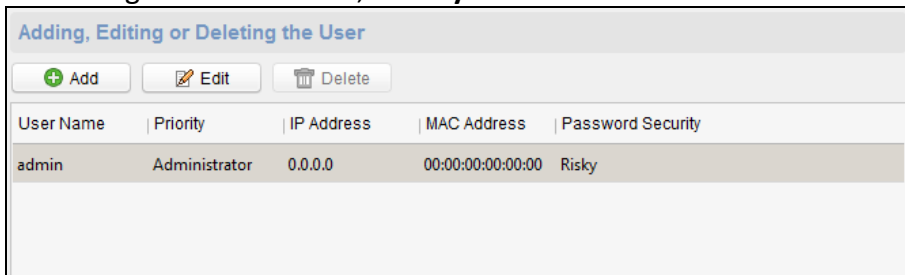 Adding, Editing or Deleting the User
Add Edit Delete
User Name Priority IP Address MAC Address Password Security
admin Administrator 0.0.0.0 00:00:00:00:00:00 Risky